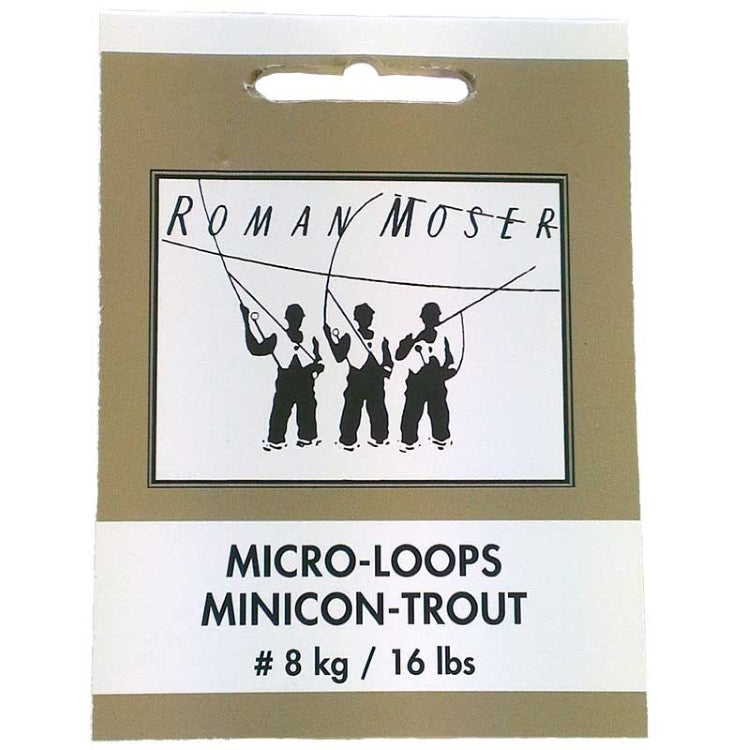 ROMAN MOSER
MICRO-LOOPS
MINICON-TROUT
# 8 kg / 16 lbs